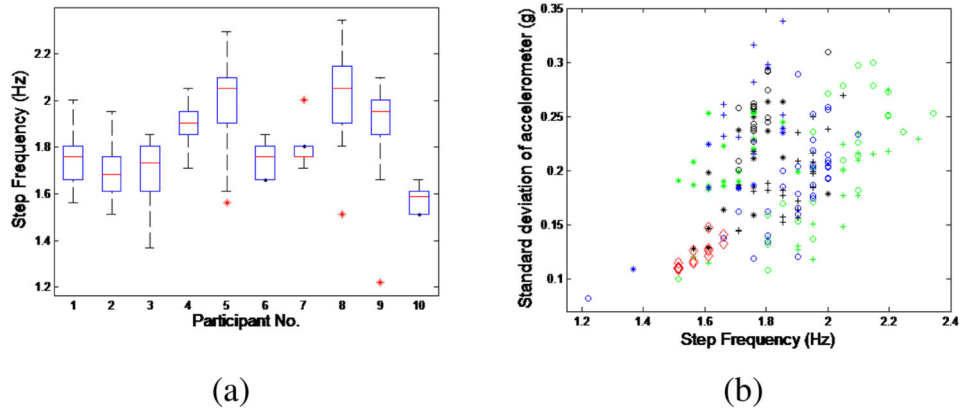 2.2
2
1.8
1.6
1.4
1.2
Step Frequency (Hz)
1 2 3 4 5 6 7 8 9 10
Participant No.
(a)
0.35
0.3
0.25
0.2
0.15
0.1
Standard deviation of accelerometer (g)
1.2 1.4 1.6 1.8 2 2.2 2.4
Step Frequency (Hz)
(b)